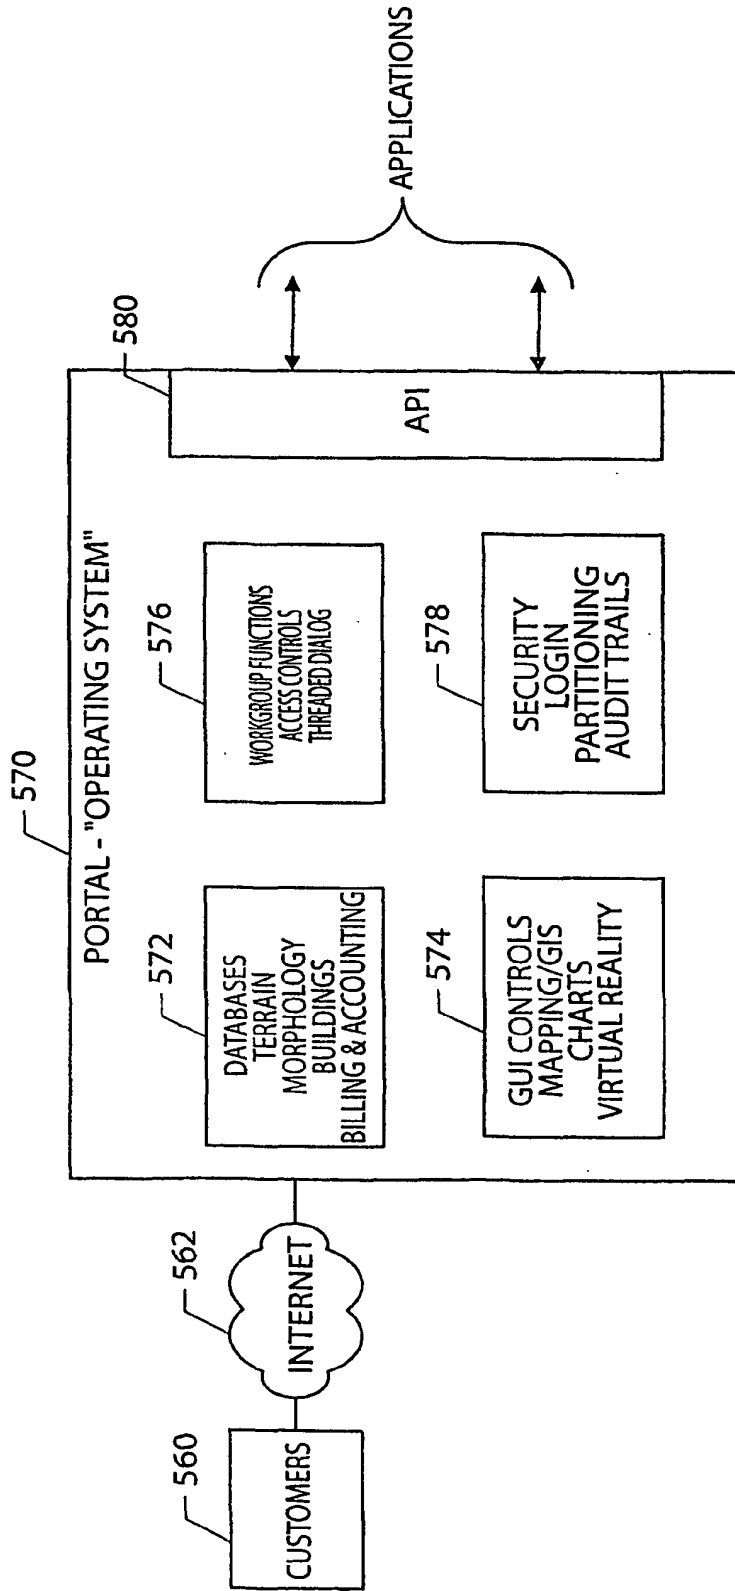 570
PORTAL - "OPERATING SYSTEM"
560
CUSTOMERS
562
INTERNET
572
DATABASES
TERRAIN
MORPHOLOGY
BUILDINGS
BILLING & ACCOUNTING
576
WORKGROUP FUNCTIONS
ACCESS CONTROLS
THREADED DIALOG
574
GUI CONTROLS
MAPPING/GIS
CHARTS
VIRTUAL REALITY
578
SECURITY
LOGIN
PARTITIONING
AUDIT TRAILS
580
API
APPLICATIONS